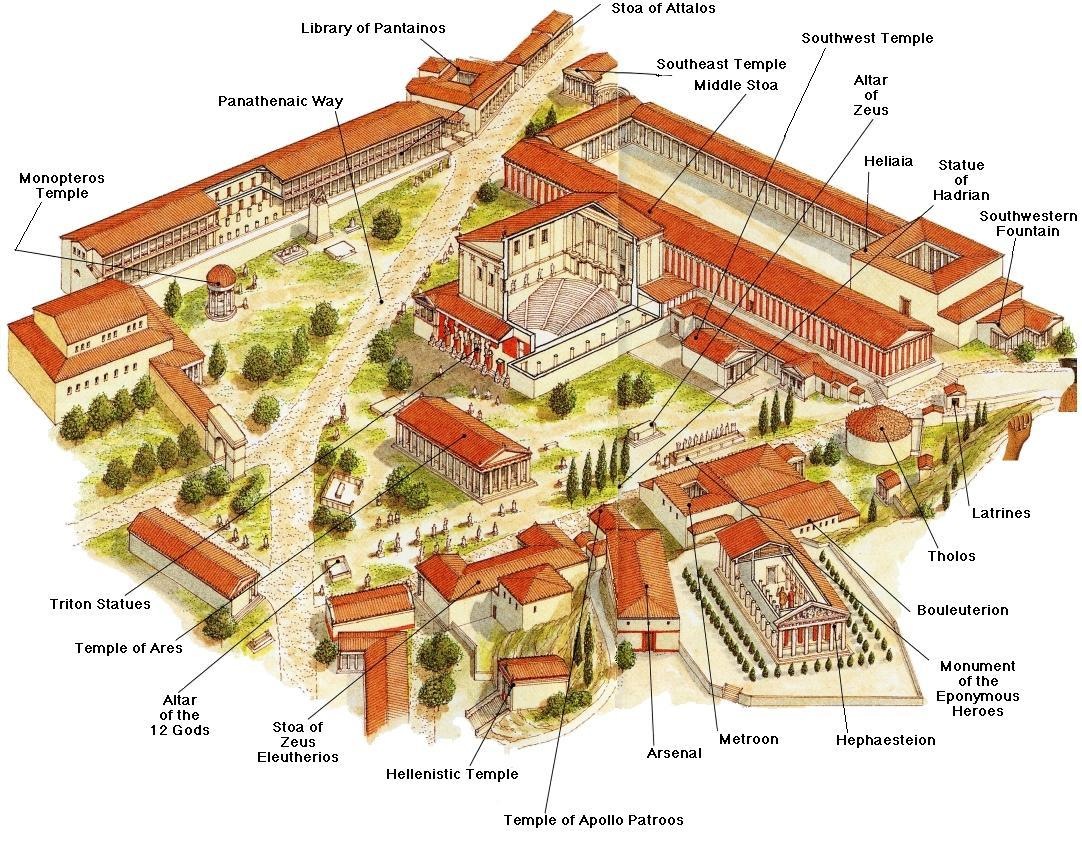 Stoa of Attalos
Library of Pantainos
Southwest Temple
Southeast Temple
Middle Stoa
Altar
of
Zeus
Panathenaic Way
Heliaia
Statue
of
Hadrian
Monopteros
Temple
Southwestern
Fountain
Latrines
Tholos
Triton Statues
Bouleuterion
Temple of Ares
Monument
of the
Eponymous
Heroes
Altar
of the
12 Gods
Stoa of
Zeus
Eleutherios
Metroon
Hephaesteion
Arsenal
Hellenistic Temple
Temple of Apollo Patroos